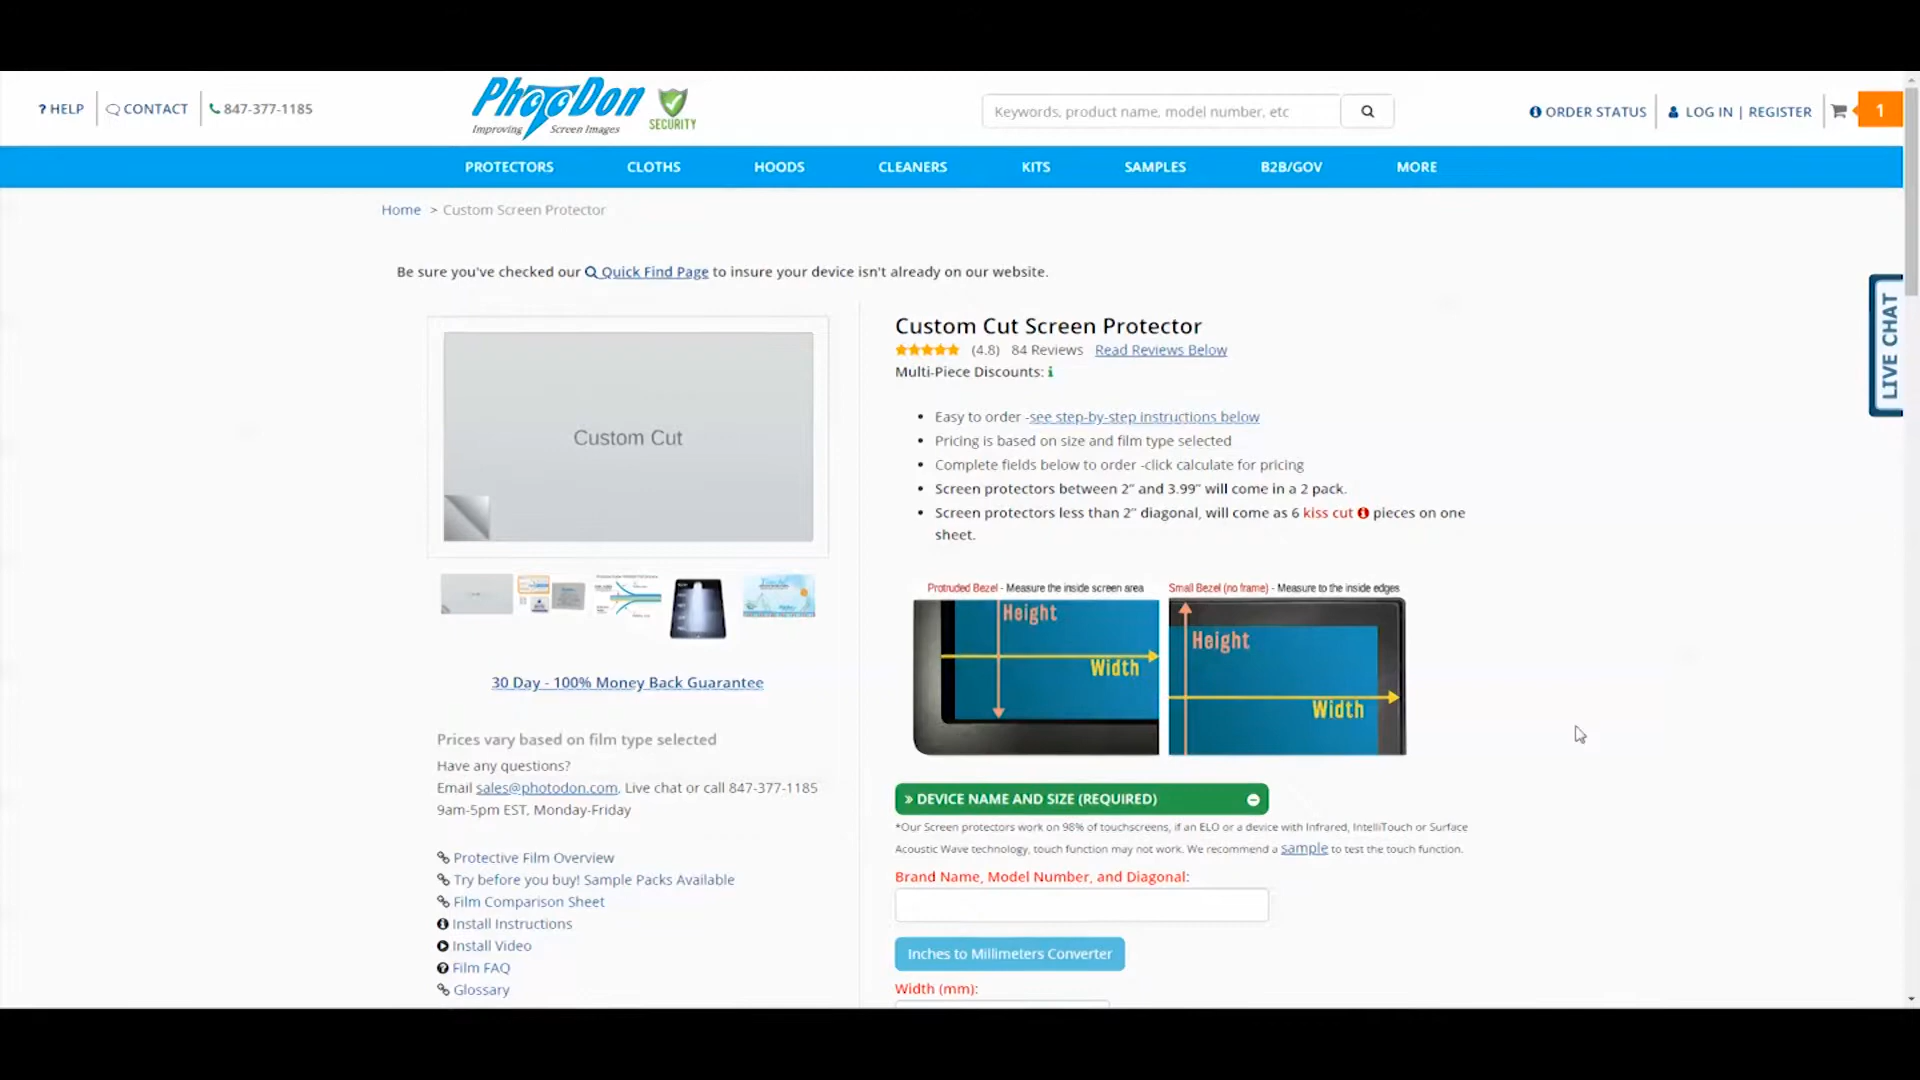 ? HELP
CONTACT
847-377-1185
PhotoDon
Improving Screen Images
SECURITY
Keywords, product name, model number, etc
ORDER STATUS
LOG IN | REGISTER
1
PROTECTORS
CLOTHS
HOODS
CLEANERS
KITS
SAMPLES
B2B/GOV
MORE
Home > Custom Screen Protector
Be sure you've checked our Quick Find Page to insure your device isn't already on our website.
LIVE CHAT
Custom Cut
30 Day - 100% Money Back Guarantee
Prices vary based on film type selected
Have any questions?
Email sales@photodon.com, Live chat or call 847-377-1185
9am-5pm EST, Monday-Friday
Protective Film Overview
Try before you buy! Sample Packs Available
Film Comparison Sheet
Install Instructions
Install Video
Film FAQ
Glossary
Custom Cut Screen Protector
(4.8) 84 Reviews Read Reviews Below
Multi-Piece Discounts: i
• Easy to order -see step-by-step instructions below
• Pricing is based on size and film type selected
• Complete fields below to order -click calculate for pricing
• Screen protectors between 2" and 3.99" will come in a 2 pack.
• Screen protectors less than 2" diagonal, will come as 6 kiss cut pieces on one
sheet.
Protruded Bezel - Measure the inside screen area
Height
Width
Small Bezel (no frame) - Measure to the inside edges
Height
Width
» DEVICE NAME AND SIZE (REQUIRED)
*Our Screen protectors work on 98% of touchscreens, if an ELO or a device with Infrared, IntelliTouch or Surface
Acoustic Wave technology, touch function may not work. We recommend a sample to test the touch function.
Brand Name, Model Number, and Diagonal:
Inches to Millimeters Converter
Width (mm):